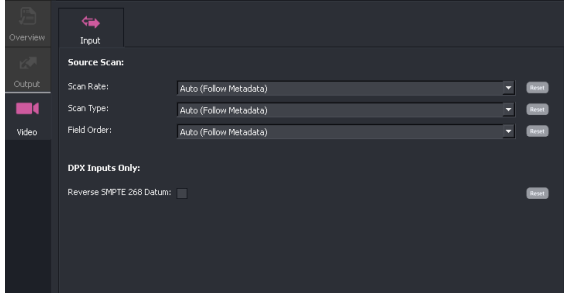 Overview
Output
Video
Input
Source Scan:
Scan Rate: Auto (Follow Metadata) Reset
Scan Type: Auto (Follow Metadata) Reset
Field Order: Auto (Follow Metadata) Reset
DPX Inputs Only:
Reverse SMPTE 268 Datum: Reset